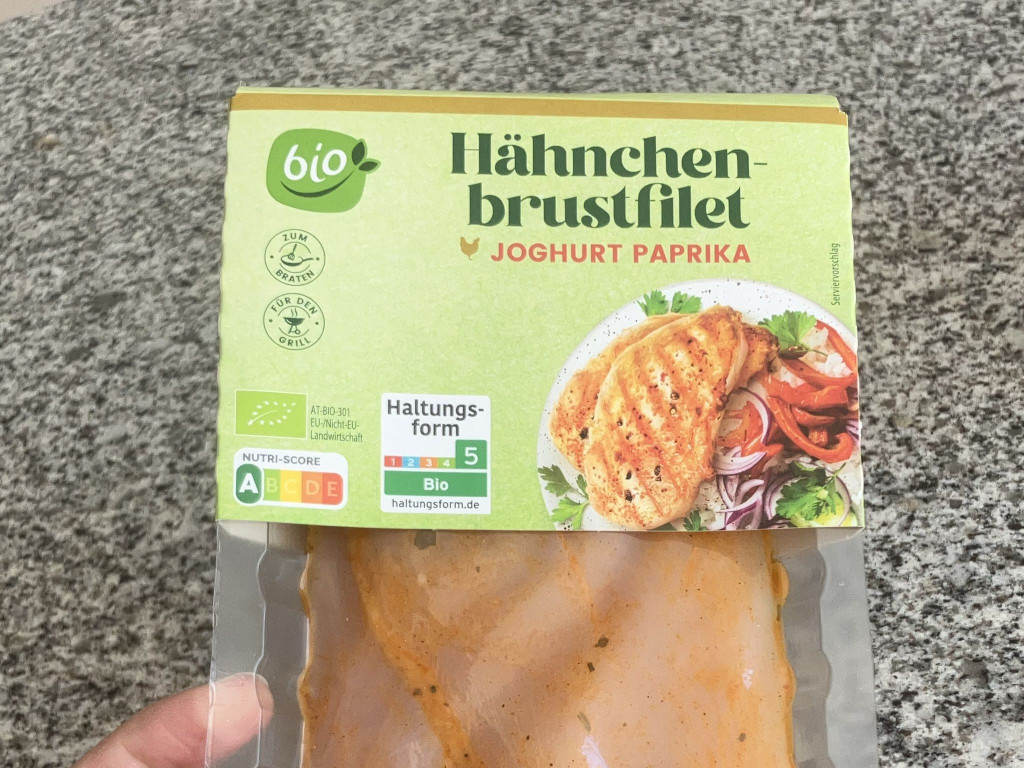 bio
Hähnchen-
brustfilet
JOGHURT PAPRIKA
ZUM
BRATEN
FÜR DEN
GRILL
Serviervorschlag
AT-BIO-301
EU-/Nicht-EU-
Landwirtschaft
NUTRI-SCORE
A B C D E
Haltungs-
form
1 2 3 4 5
Bio
haltungsform.de